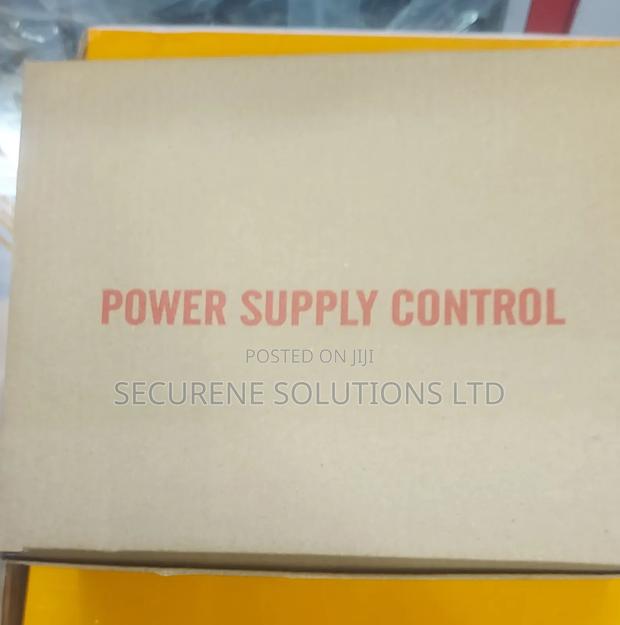 POWER SUPPLY CONTROL
POSTED ON JIJI
SECURENE SOLUTIONS LTD